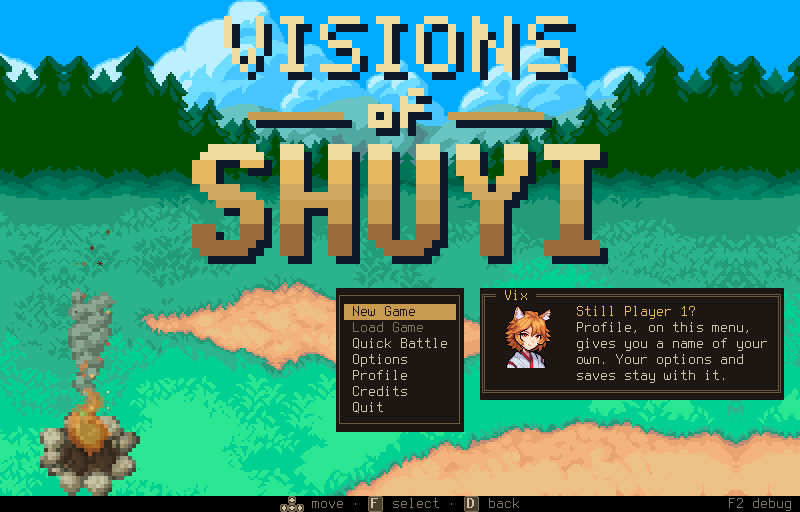 VISIONS
of
SHUYI
New Game
Load Game
Quick Battle
Options
Profile
Credits
Quit
Vix
Still Player 1?
Profile, on this menu,
gives you a name of your
own. Your options and
saves stay with it.
move · F select · D back
F2 debug